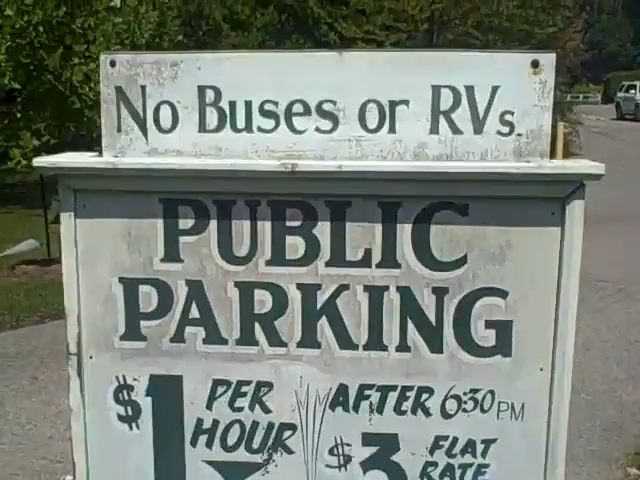 No Buses or RVs
PUBLIC
PARKING
$1 PER HOUR
AFTER 6:30 PM
$3 FLAT RATE